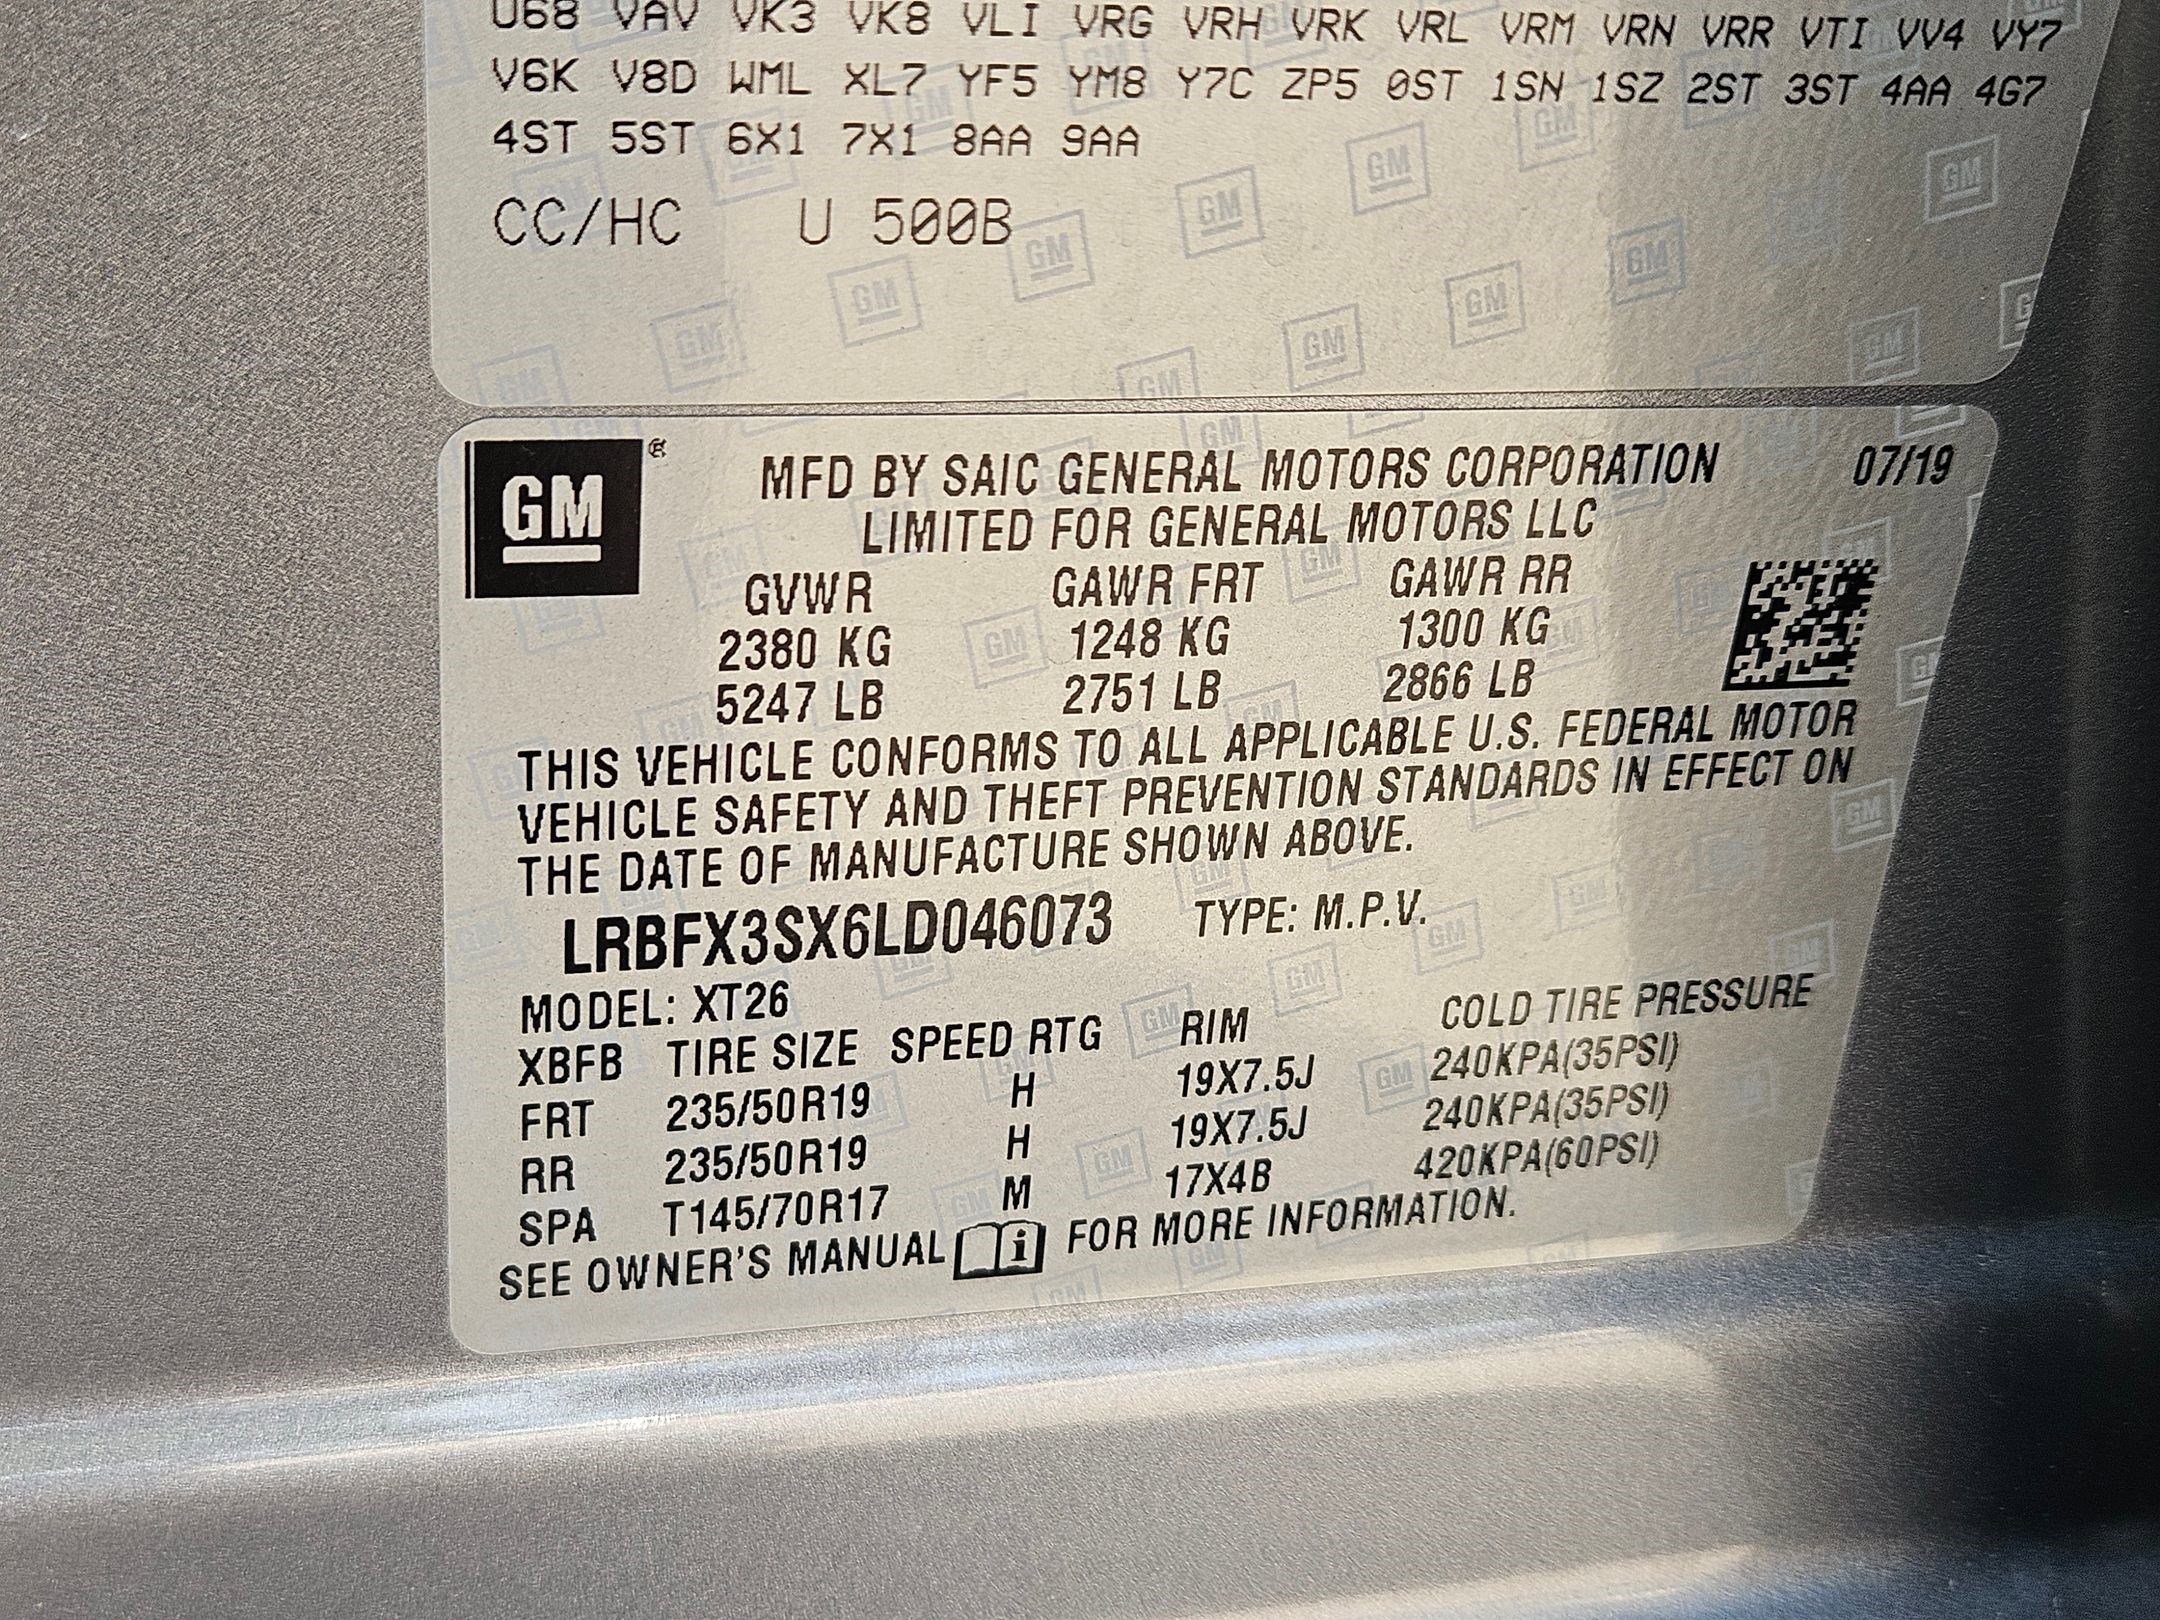 U68 VAV VK3 VK8 VLI VRG VRH VRK VRL VRM VRN VRR VTI VV4 VY7
V6K V8D WML XL7 YF5 YM8 Y7C ZP5 0ST 1SN 1SZ 2ST 3ST 4AA 4G7
4ST 5ST 6X1 7X1 8AA 9AA
CC/HC U 500B
GM ®
MFD BY SAIC GENERAL MOTORS CORPORATION 07/19
LIMITED FOR GENERAL MOTORS LLC
GVWR GAWR FRT GAWR RR
2380 KG 1248 KG 1300 KG
5247 LB 2751 LB 2866 LB
THIS VEHICLE CONFORMS TO ALL APPLICABLE U.S. FEDERAL MOTOR
VEHICLE SAFETY AND THEFT PREVENTION STANDARDS IN EFFECT ON
THE DATE OF MANUFACTURE SHOWN ABOVE.
LRBFX3SX6LD046073 TYPE: M.P.V.
MODEL: XT26
XBFB TIRE SIZE SPEED RTG RIM COLD TIRE PRESSURE
FRT 235/50R19 H 19X7.5J 240KPA(35PSI)
RR 235/50R19 H 19X7.5J 240KPA(35PSI)
SPA T145/70R17 M 17X4B 420KPA(60PSI)
SEE OWNER'S MANUAL i FOR MORE INFORMATION.